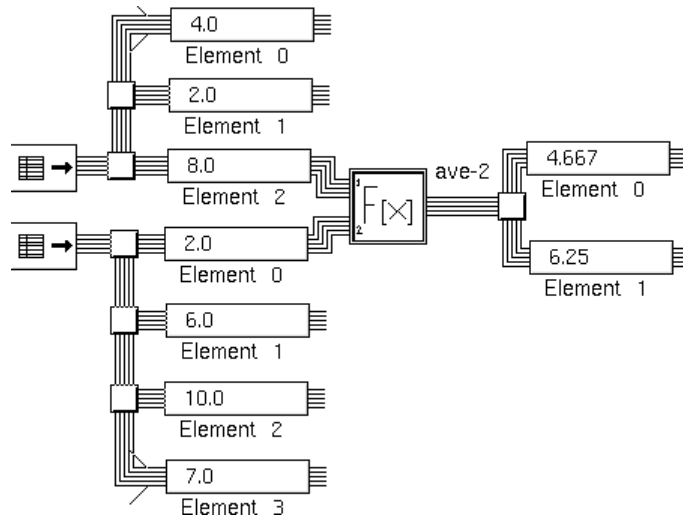 4.0
Element 0
2.0
Element 1
8.0
Element 2
2.0
Element 0
6.0
Element 1
10.0
Element 2
7.0
Element 3
1
2
F[x]
ave-2
4.667
Element 0
6.25
Element 1